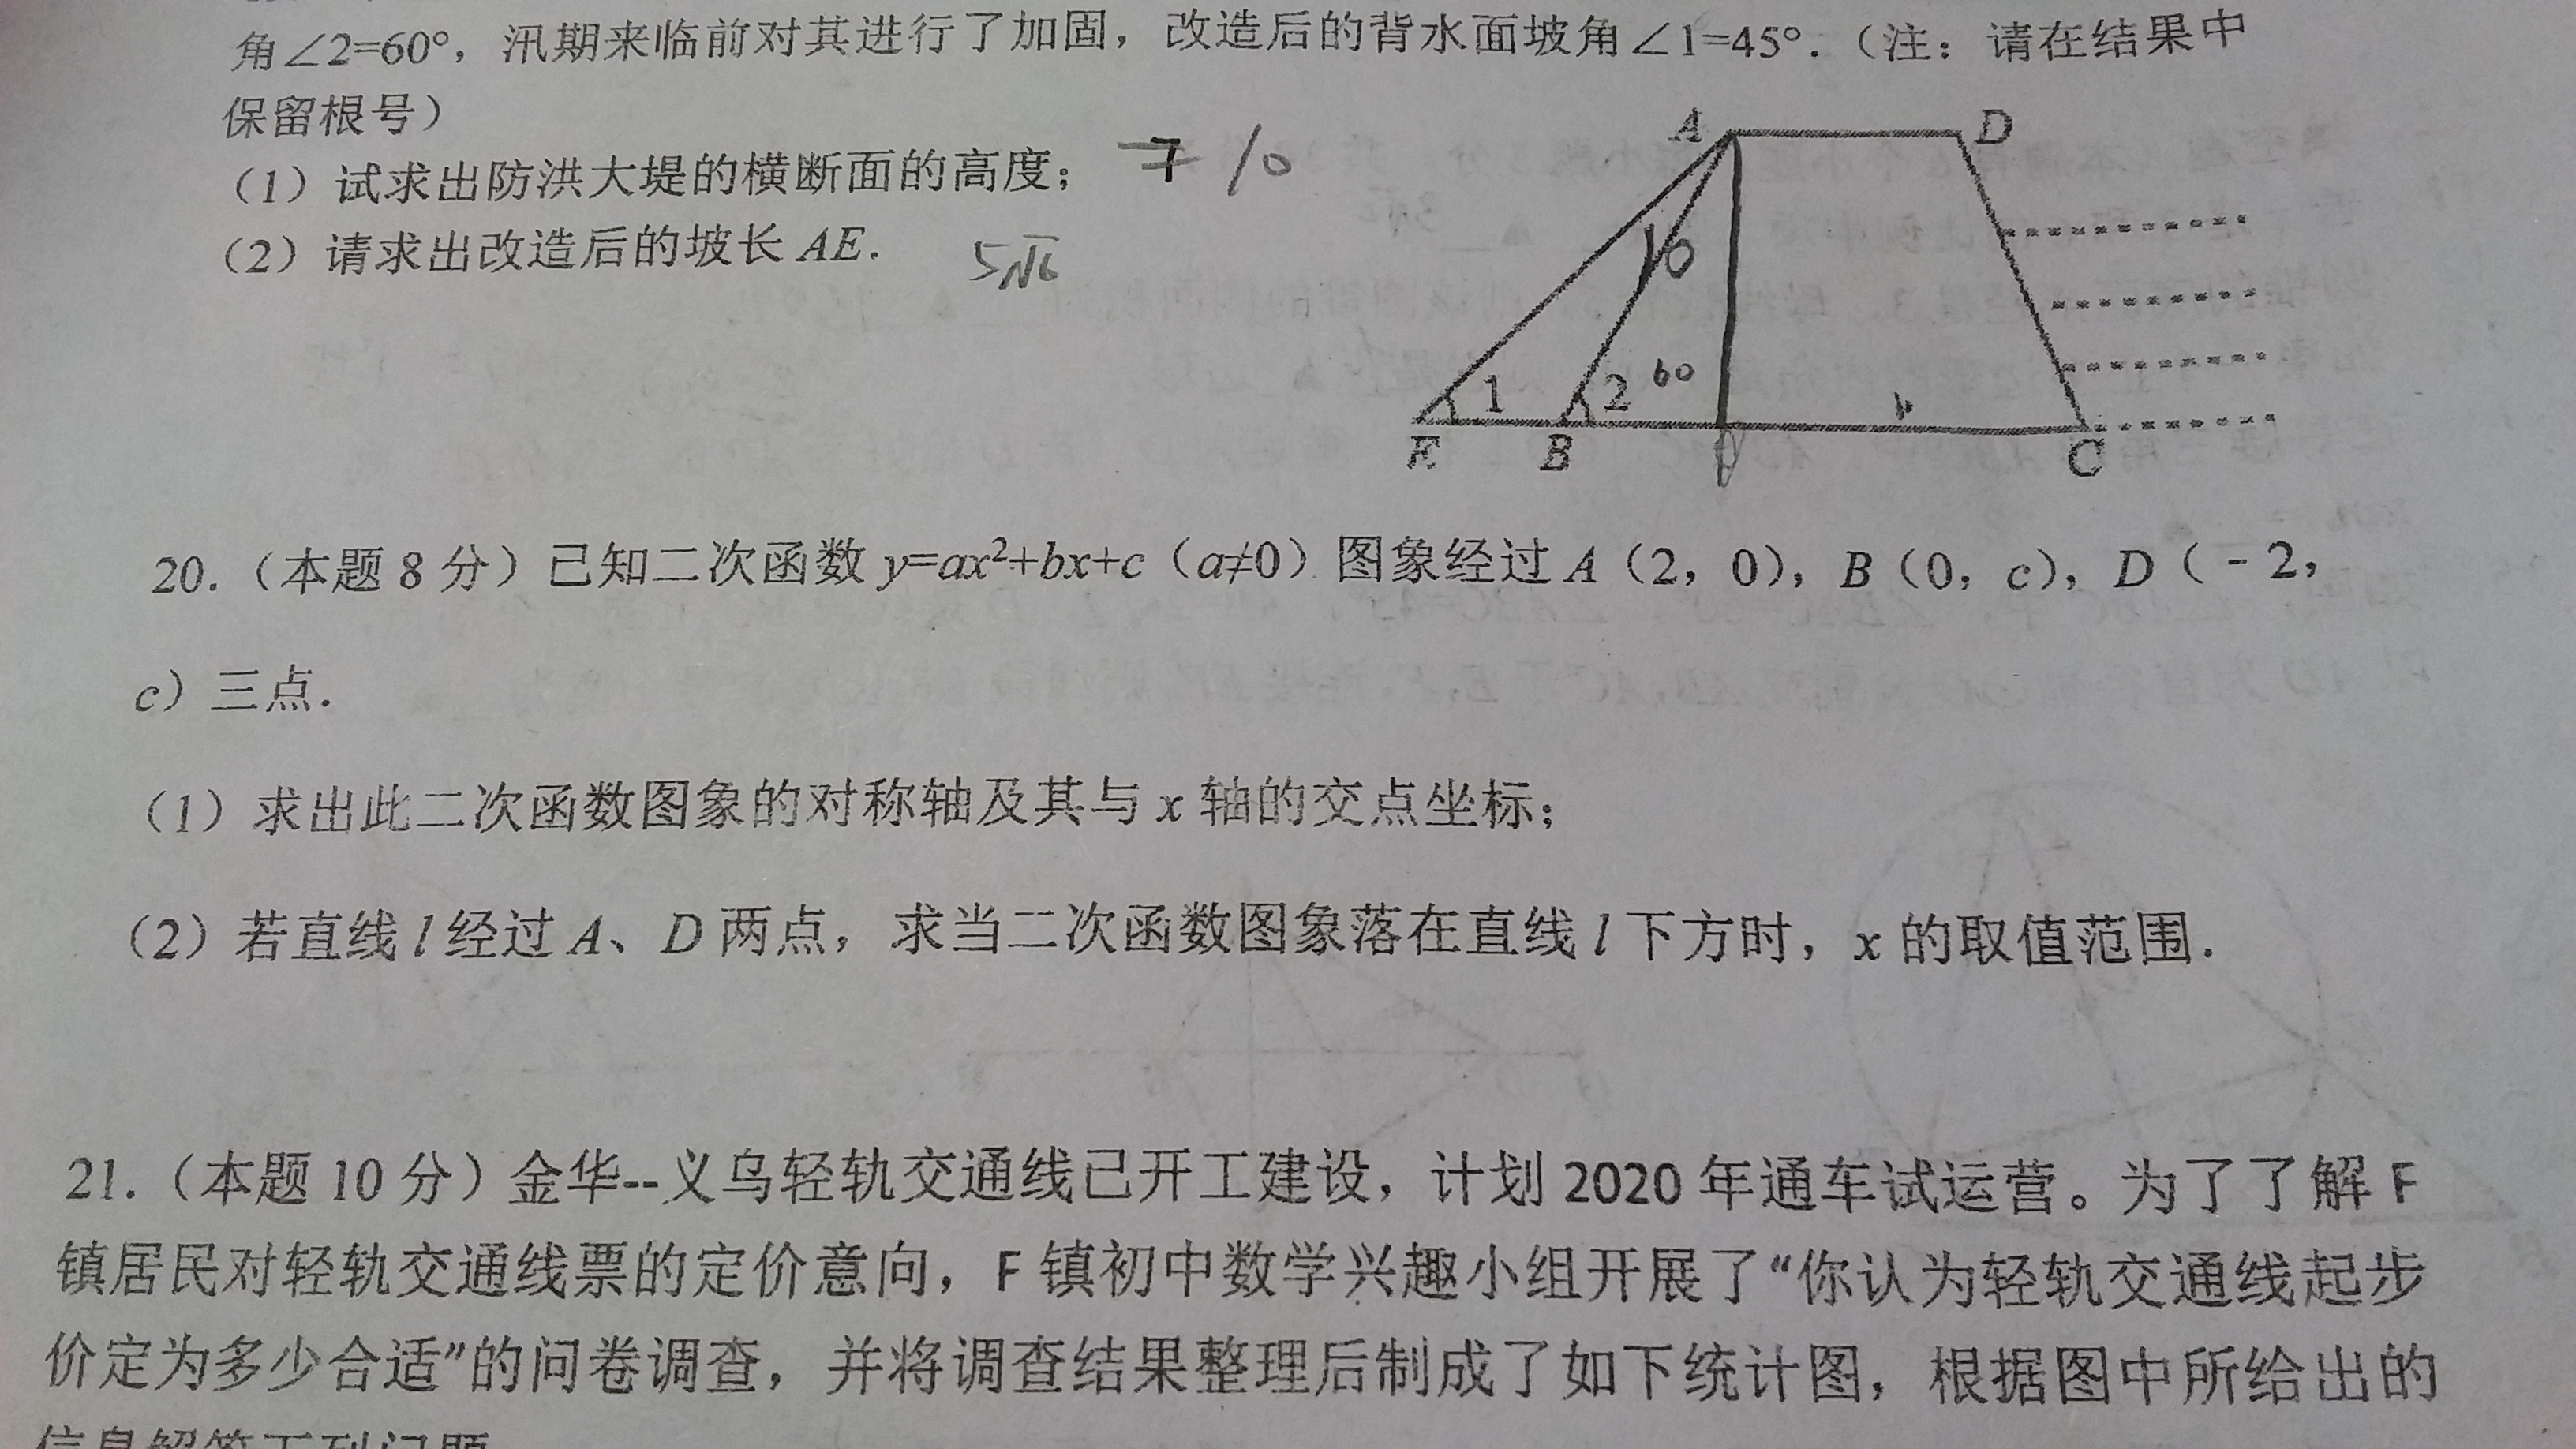 角∠2=60°，汛期来临前对其进行了加固，改造后的背水面坡角∠1=45°．（注：请在结果中
保留根号）
（1）试求出防洪大堤的横断面的高度；
10
（2）请求出改造后的坡长 AE．
5√6
A D
10
1 2 60
E B C
20.（本题 8 分）已知二次函数 y=ax²+bx+c（a≠0）图象经过 A（2，0），B（0，c），D（﹣2，
c）三点．
（1）求出此二次函数图象的对称轴及其与 x 轴的交点坐标；
（2）若直线 l 经过 A、D 两点，求当二次函数图象落在直线 l 下方时，x 的取值范围．
21.（本题 10 分）金华--义乌轻轨交通线已开工建设，计划 2020 年通车试运营。为了了解 F
镇居民对轻轨交通线票的定价意向，F 镇初中数学兴趣小组开展了“你认为轻轨交通线起步
价定为多少合适”的问卷调查，并将调查结果整理后制成了如下统计图，根据图中所给出的
信息解答下列问题